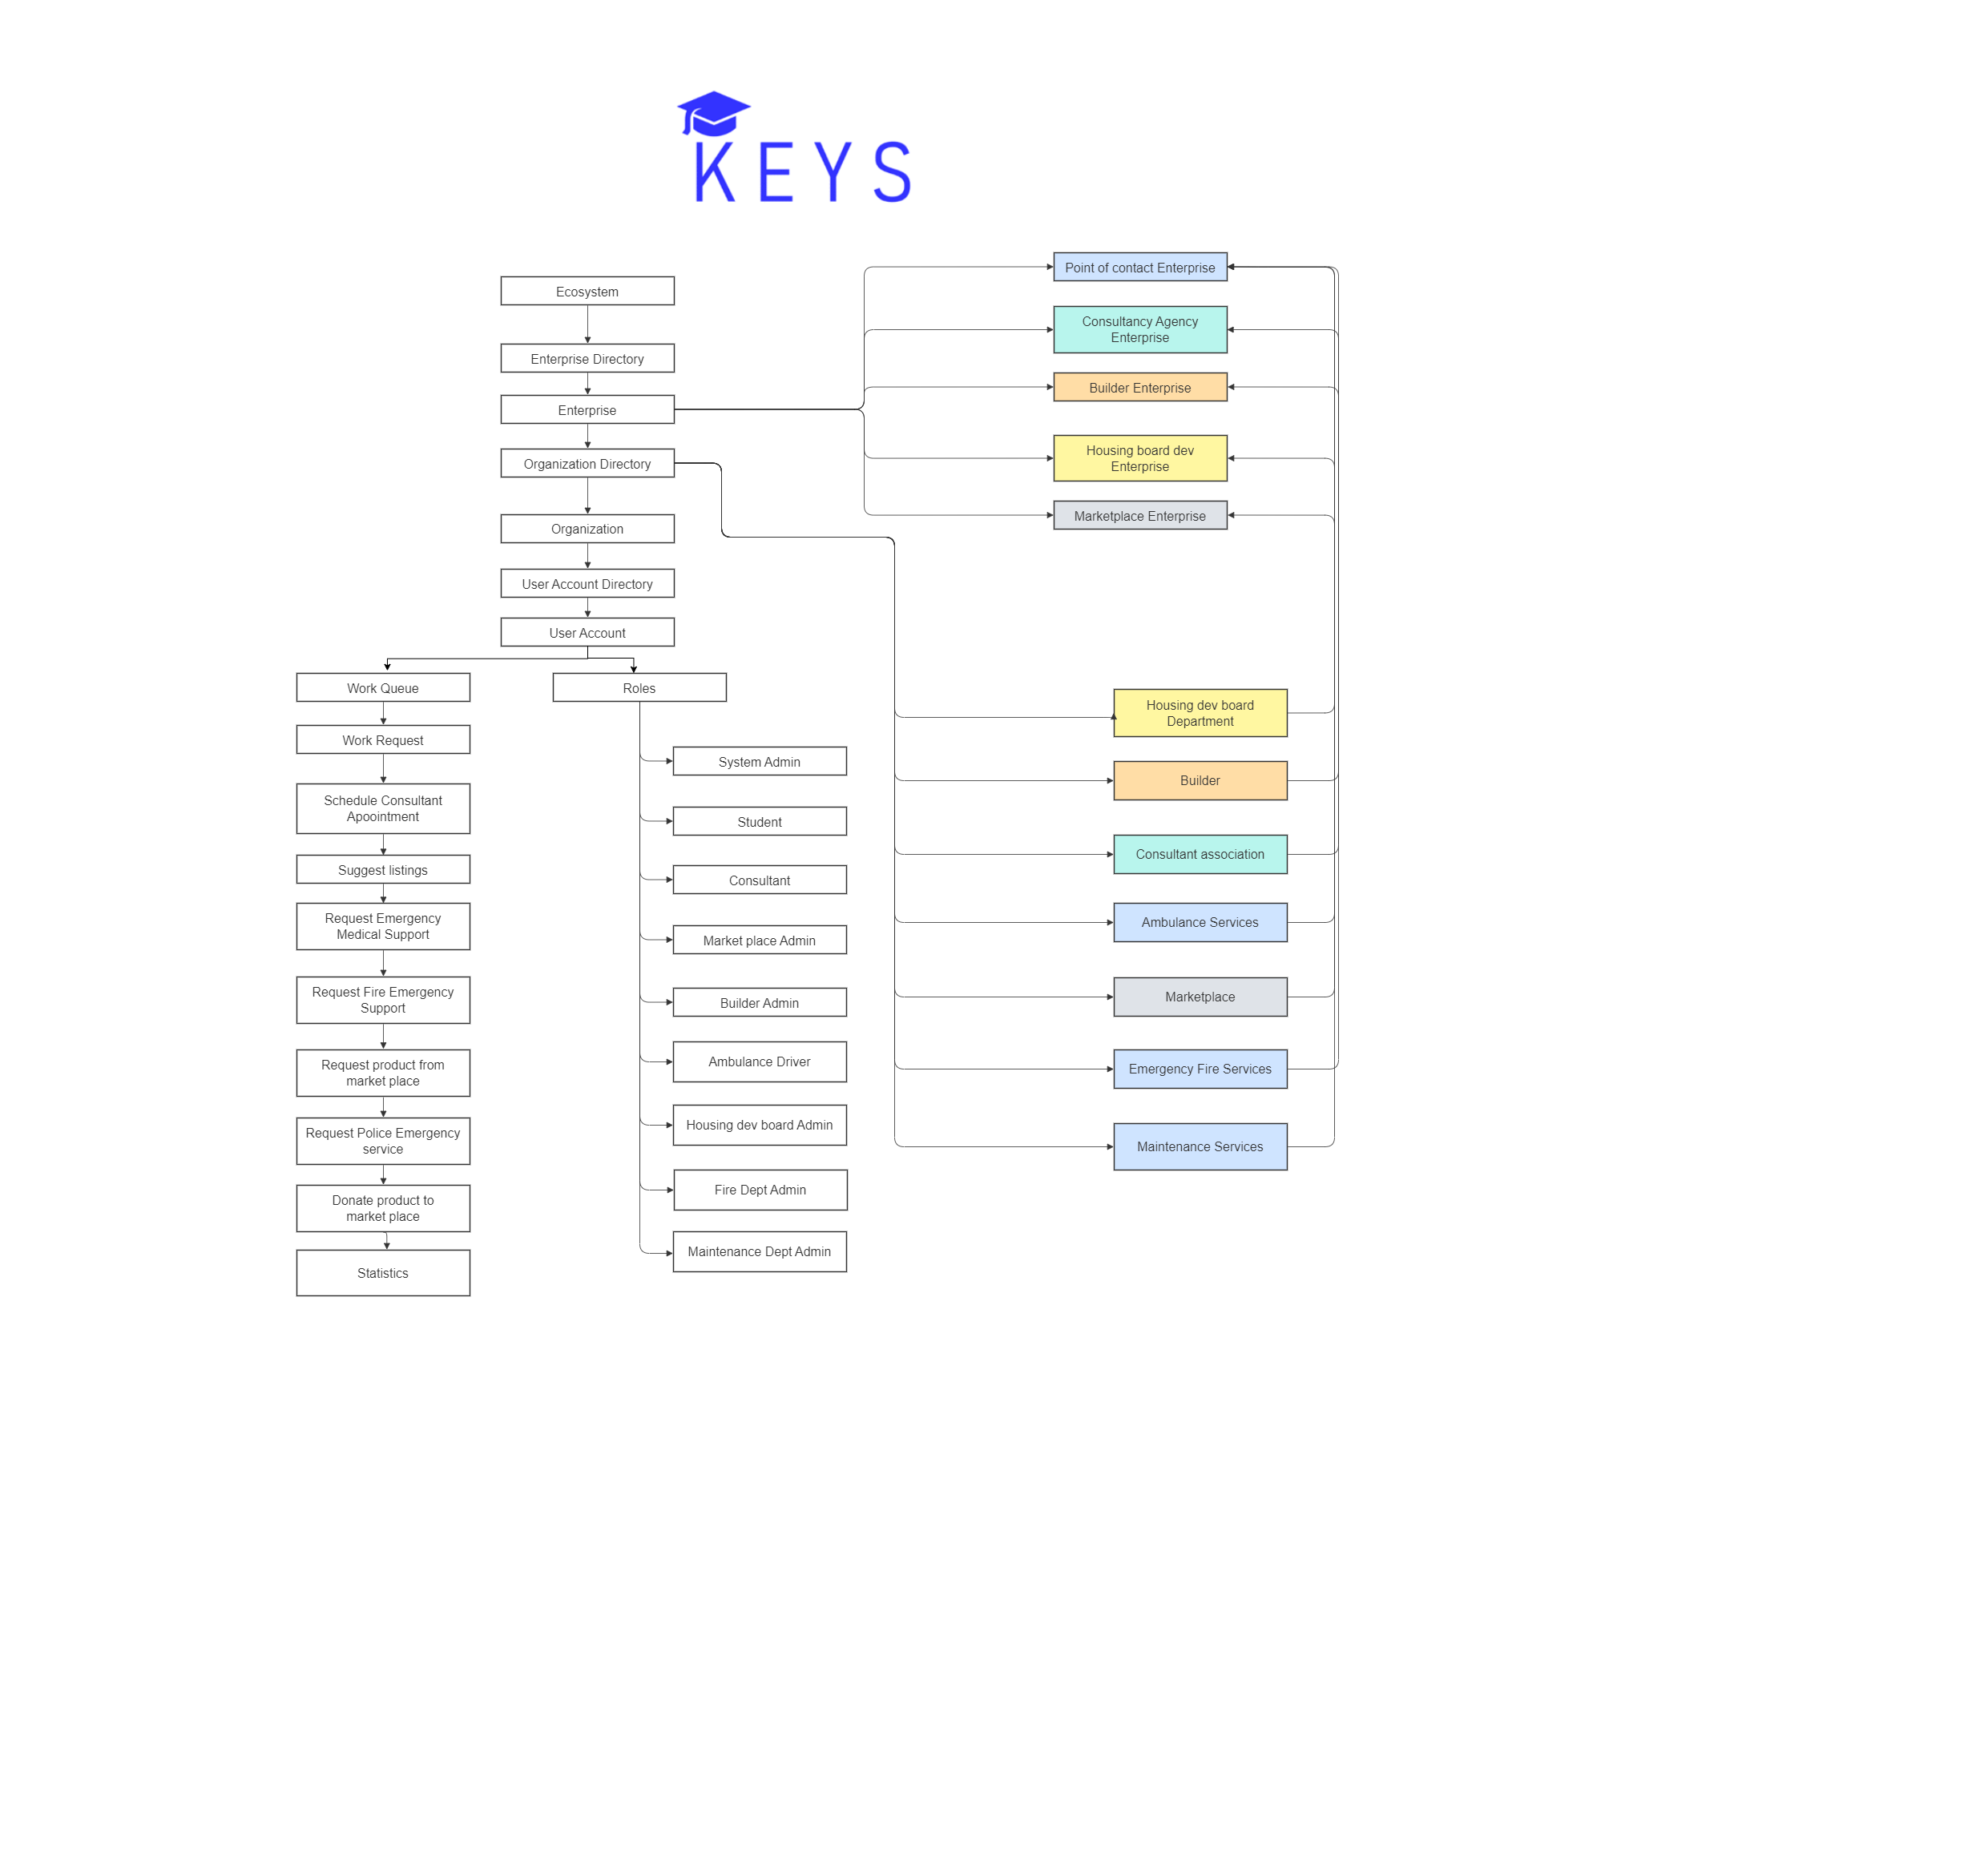 KEYS
Ecosystem
Enterprise Directory
Enterprise
Organization Directory
Organization
User Account Directory
User Account
Work Queue
Work Request
Schedule Consultant
Apoointment
Suggest listings
Request Emergency
Medical Support
Request Fire Emergency
Support
Request product from
market place
Request Police Emergency
service
Donate product to
market place
Statistics
Roles
System Admin
Student
Consultant
Market place Admin
Builder Admin
Ambulance Driver
Housing dev board Admin
Fire Dept Admin
Maintenance Dept Admin
Point of contact Enterprise
Consultancy Agency
Enterprise
Builder Enterprise
Housing board dev
Enterprise
Marketplace Enterprise
Housing dev board
Department
Builder
Consultant association
Ambulance Services
Marketplace
Emergency Fire Services
Maintenance Services